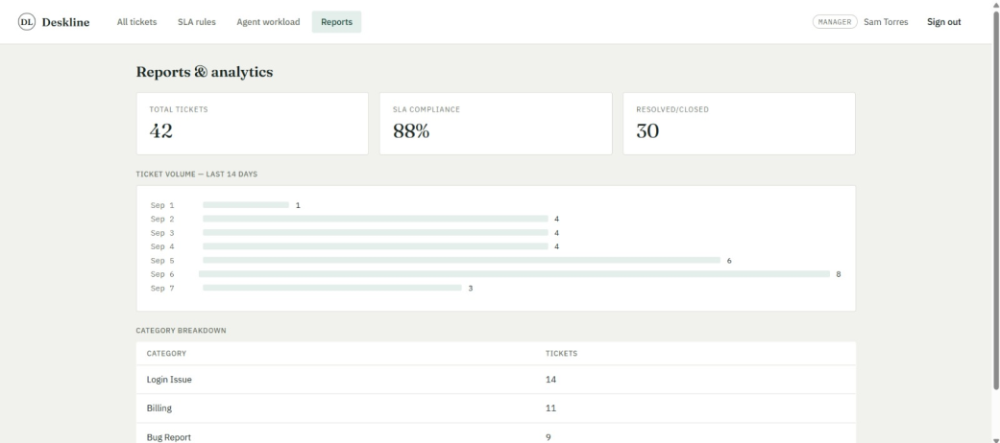 DL Deskline All tickets SLA rules Agent workload Reports MANAGER Sam Torres Sign out
Reports & analytics
TOTAL TICKETS SLA COMPLIANCE RESOLVED/CLOSED
42 88% 30
TICKET VOLUME — LAST 14 DAYS
Sep 1 1
Sep 2 4
Sep 3 4
Sep 4 4
Sep 5 6
Sep 6 8
Sep 7 3
CATEGORY BREAKDOWN
CATEGORY TICKETS
Login Issue 14
Billing 11
Bug Report 9